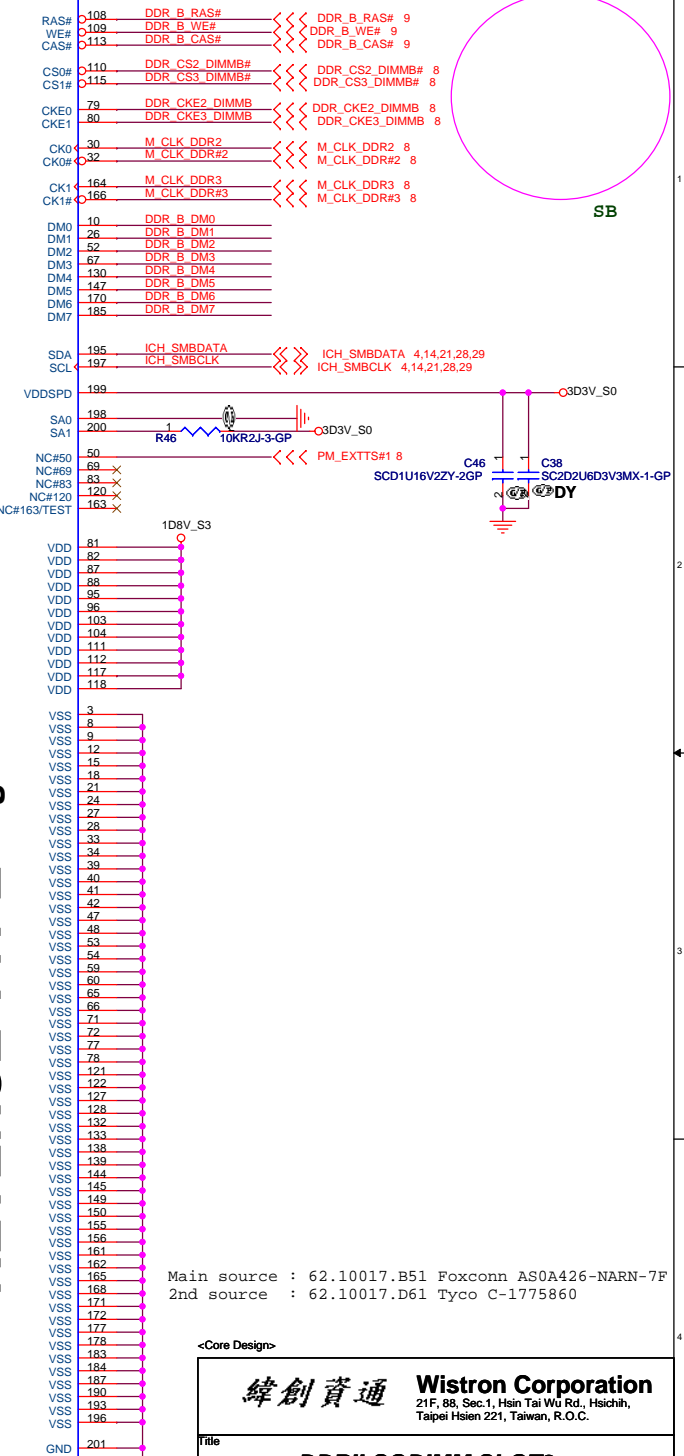 RAS# 108 DDR_B_RAS# DDR_B_RAS# 9
WE# 109 DDR_B_WE# DDR_B_WE# 9
CAS# 113 DDR_B_CAS# DDR_B_CAS# 9
CS0# 110 DDR_CS2_DIMMB# DDR_CS2_DIMMB# 8
CS1# 115 DDR_CS3_DIMMB# DDR_CS3_DIMMB# 8
CKE0 79 DDR_CKE2_DIMMB DDR_CKE2_DIMMB 8
CKE1 80 DDR_CKE3_DIMMB DDR_CKE3_DIMMB 8
CK0 30 M_CLK_DDR2 M_CLK_DDR2 8
CK0# 32 M_CLK_DDR#2 M_CLK_DDR#2 8
1
CK1 164 M_CLK_DDR3 M_CLK_DDR3 8
CK1# 166 M_CLK_DDR#3 M_CLK_DDR#3 8
SB
DM0 10 DDR_B_DM0
DM1 26 DDR_B_DM1
DM2 52 DDR_B_DM2
DM3 67 DDR_B_DM3
DM4 130 DDR_B_DM4
DM5 147 DDR_B_DM5
DM6 170 DDR_B_DM6
DM7 185 DDR_B_DM7
SDA 195 ICH_SMBDATA ICH_SMBDATA 4,14,21,28,29
SCL 197 ICH_SMBCLK ICH_SMBCLK 4,14,21,28,29
VDDSPD 199 3D3V_S0
SA0 198
SA1 200 R46 1 10KR2J-3-GP 3D3V_S0
NC#50 50 PM_EXTTS#1 8
NC#69 69
NC#83 83
NC#120 120
NC#163/TEST 163
C46 1
SCD1U16V2ZY-2GP
2
1 C38
SC2D2U6D3V3MX-1-GP
DY
1D8V_S3
2
VDD 81
VDD 82
VDD 87
VDD 88
VDD 95
VDD 96
VDD 103
VDD 104
VDD 111
VDD 112
VDD 117
VDD 118
VSS 3
VSS 8
VSS 9
VSS 12
VSS 15
VSS 18
VSS 21
VSS 24
VSS 27
VSS 28
VSS 33
VSS 34
VSS 39
VSS 40
VSS 41
VSS 42
VSS 47
VSS 48
VSS 53
3
VSS 54
VSS 59
VSS 60
VSS 65
VSS 66
VSS 71
VSS 72
VSS 77
VSS 78
VSS 121
VSS 122
VSS 127
VSS 128
VSS 132
VSS 133
VSS 138
VSS 139
VSS 144
VSS 145
VSS 149
VSS 150
VSS 155
VSS 156
VSS 161
VSS 162
VSS 165
VSS 168
VSS 171
VSS 172
VSS 177
VSS 178
VSS 183
VSS 184
VSS 187
VSS 190
VSS 193
VSS 196
GND 201
Main source : 62.10017.B51 Foxconn AS0A426-NARN-7F
2nd source : 62.10017.D61 Tyco C-1775860
4
<Core Design>
緯創資通 Wistron Corporation
21F, 88, Sec.1, Hsin Tai Wu Rd., Hsichih,
Taipei Hsien 221, Taiwan, R.O.C.
Title